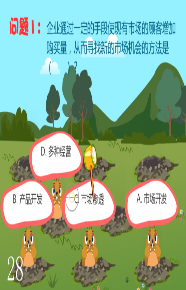 问题1：企业通过一定的手段使现有市场的顾客增加
购买量，从而寻找新的市场机会的方法是
D. 多种经营
B. 产品开发
C. 市场渗透
A. 市场开发
28